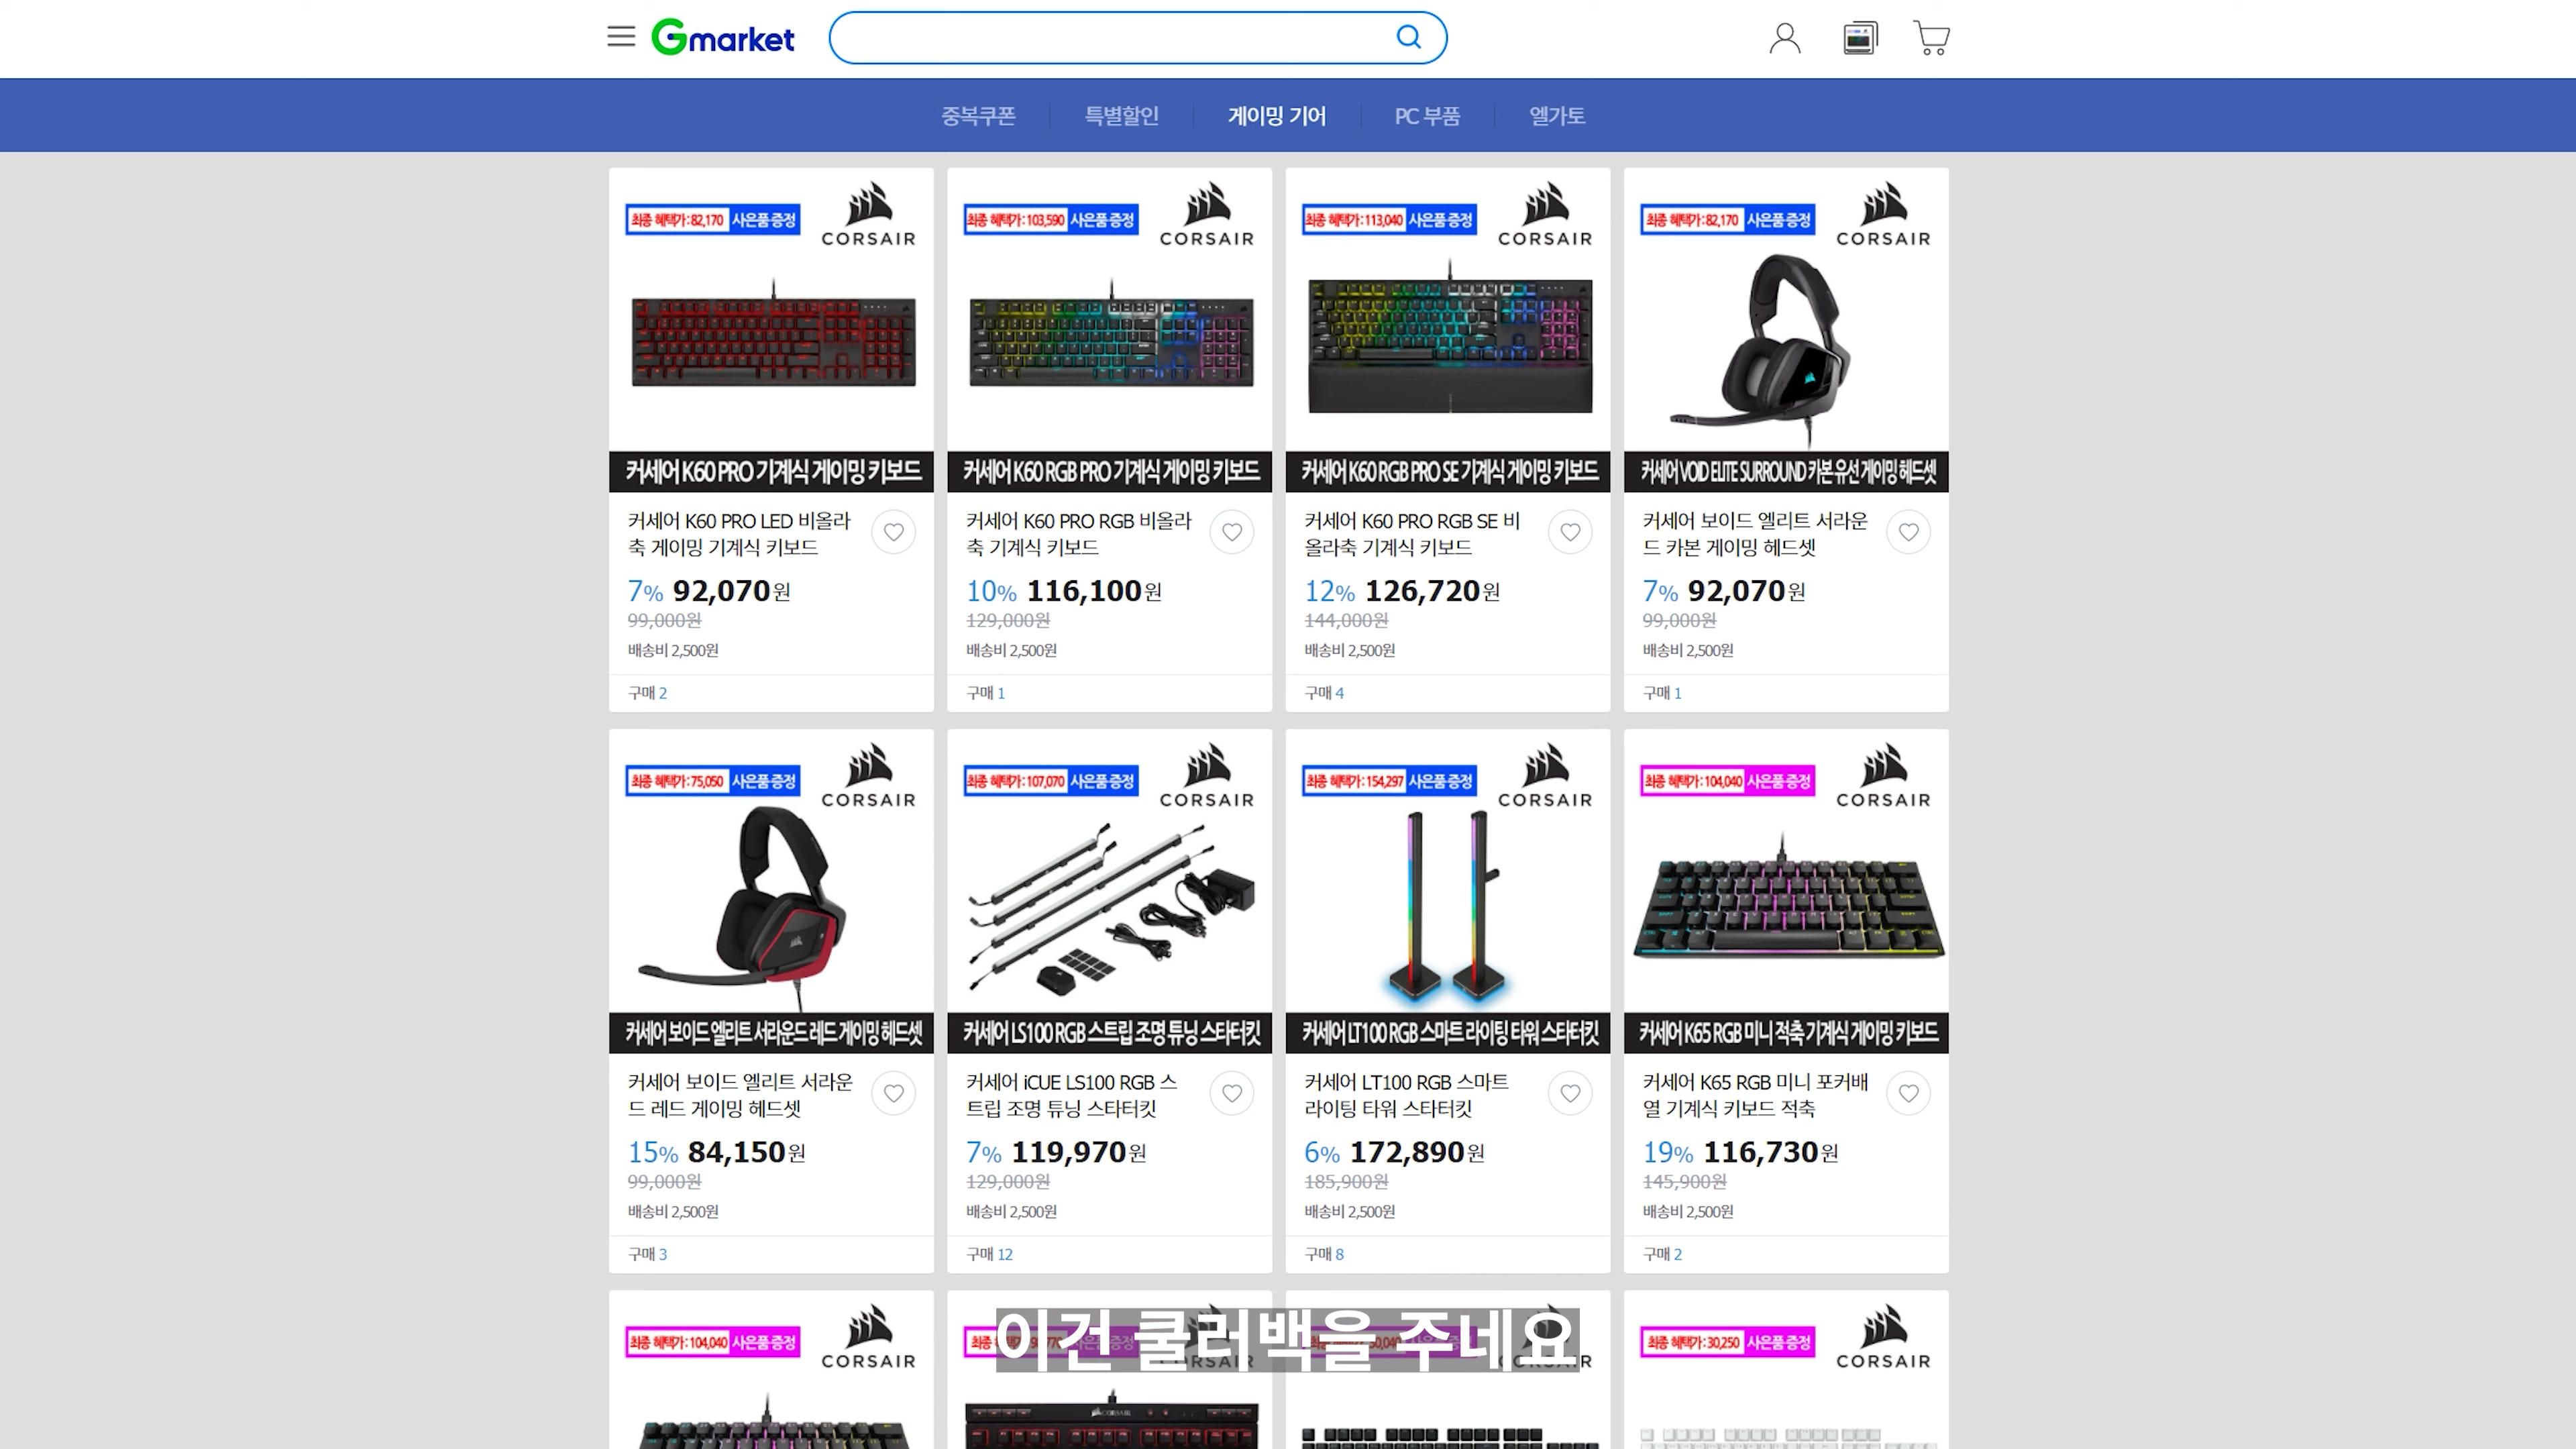 Gmarket
중복쿠폰
특별할인
게이밍 기어
PC 부품
엘가토
최종 혜택가:82,170 사은품증정
CORSAIR
커세어 K60 PRO 기계식 게이밍 키보드
커세어 K60 PRO LED 비올라
축 게이밍 기계식 키보드
7% 92,070원
99,000원
배송비 2,500원
구매 2
최종 혜택가:103,590 사은품증정
CORSAIR
커세어 K60 RGB PRO 기계식 게이밍 키보드
커세어 K60 PRO RGB 비올라
축 기계식 키보드
10% 116,100원
129,000원
배송비 2,500원
구매 1
최종 혜택가:113,040 사은품증정
CORSAIR
커세어 K60 RGB PRO SE 기계식 게이밍 키보드
커세어 K60 PRO RGB SE 비
올라축 기계식 키보드
12% 126,720원
144,000원
배송비 2,500원
구매 4
최종 혜택가:82,170 사은품증정
CORSAIR
커세어 VOID ELITE SURROUND 카본 유선 게이밍 헤드셋
커세어 보이드 엘리트 서라운
드 카본 게이밍 헤드셋
7% 92,070원
99,000원
배송비 2,500원
구매 1
최종 혜택가:75,050 사은품증정
CORSAIR
커세어 보이드 엘리트 서라운드 레드 게이밍 헤드셋
커세어 보이드 엘리트 서라운
드 레드 게이밍 헤드셋
15% 84,150원
99,000원
배송비 2,500원
구매 3
최종 혜택가:107,070 사은품증정
CORSAIR
커세어 LS100 RGB 스트립 조명 튜닝 스타터킷
커세어 iCUE LS100 RGB 스
트립 조명 튜닝 스타터킷
7% 119,970원
129,000원
배송비 2,500원
구매 12
최종 혜택가:154,297 사은품증정
CORSAIR
커세어 LT100 RGB 스마트 라이팅 타워 스타터킷
커세어 LT100 RGB 스마트
라이팅 타워 스타터킷
6% 172,890원
185,900원
배송비 2,500원
구매 8
최종 혜택가:104,040 사은품증정
CORSAIR
커세어 K65 RGB 미니 적축 기계식 게이밍 키보드
커세어 K65 RGB 미니 포커배
열 기계식 키보드 적축
19% 116,730원
145,900원
배송비 2,500원
구매 2
최종 혜택가:104,040 사은품증정
CORSAIR
최종
CORSAIR
최종
CORSAIR
최종 혜택가:30,250 사은품증정
CORSAIR
이건 쿨러백을 주네요